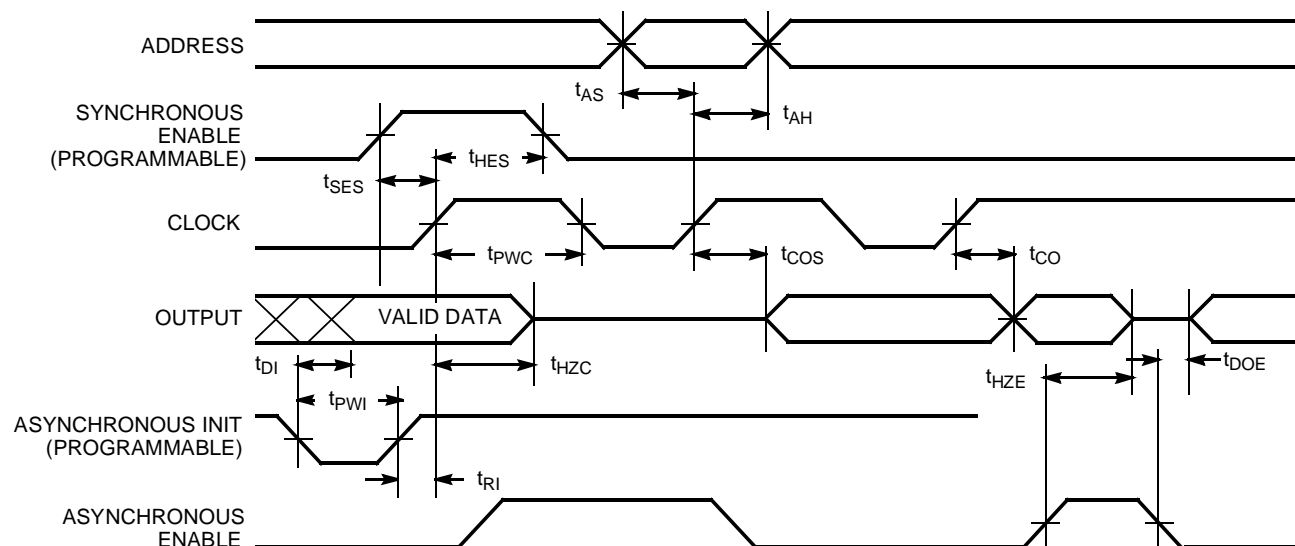 ADDRESS
tAS
tAH
SYNCHRONOUS
ENABLE
(PROGRAMMABLE)
tHES
tSES
CLOCK
tPWC
tCOS
tCO
OUTPUT
VALID DATA
tDI
tHZC
tHZE
tDOE
tPWI
ASYNCHRONOUS INIT
(PROGRAMMABLE)
tRI
ASYNCHRONOUS
ENABLE